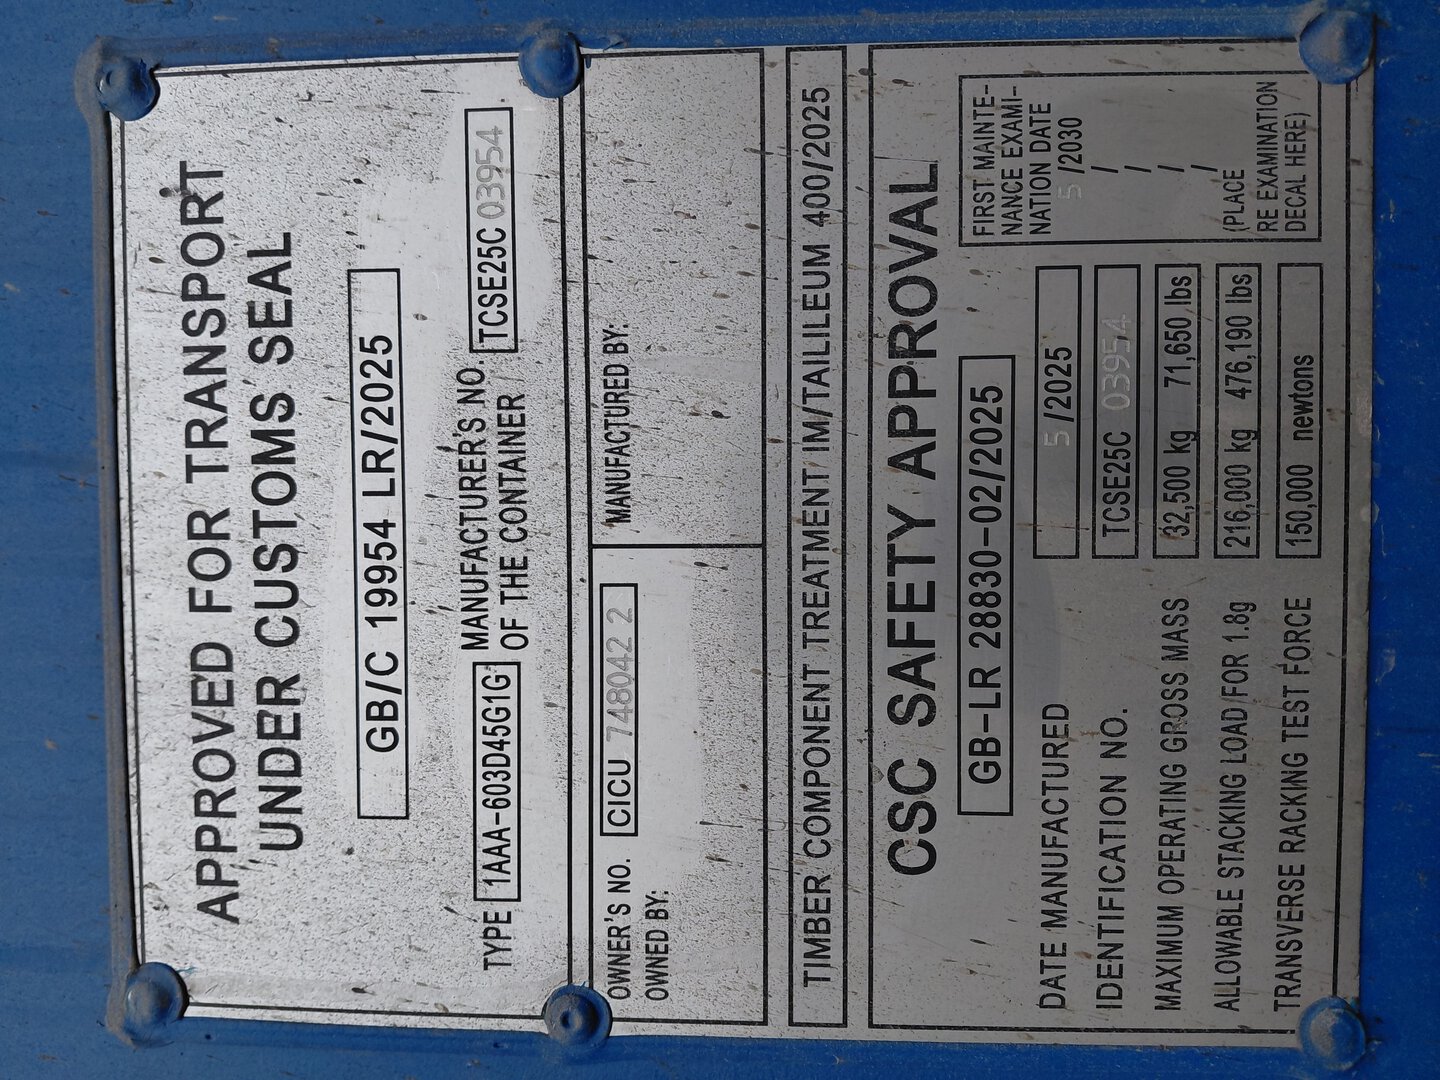 APPROVED FOR TRANSPORT
UNDER CUSTOMS SEAL
GB/C 19954 LR/2025
TYPE 1AAA-603D45G1G MANUFACTURER'S NO. OF THE CONTAINER TCSE25C 03954
OWNER'S NO. CICU 748042 2
OWNED BY:
MANUFACTURED BY:
TIMBER COMPONENT TREATMENT IM/TAILILEUM 400/2025
CSC SAFETY APPROVAL
GB-LR 28830-02/2025
DATE MANUFACTURED 5 /2025
IDENTIFICATION NO. TCSE25C 03954
MAXIMUM OPERATING GROSS MASS 32,500 kg 71,650 lbs
ALLOWABLE STACKING LOAD FOR 1.8g 216,000 kg 476,190 lbs
TRANSVERSE RACKING TEST FORCE 150,000 newtons
FIRST MAINTE-
NANCE EXAMI-
NATION DATE
5 /2030
/
/
/
(PLACE /
RE EXAMINATION
DECAL HERE)